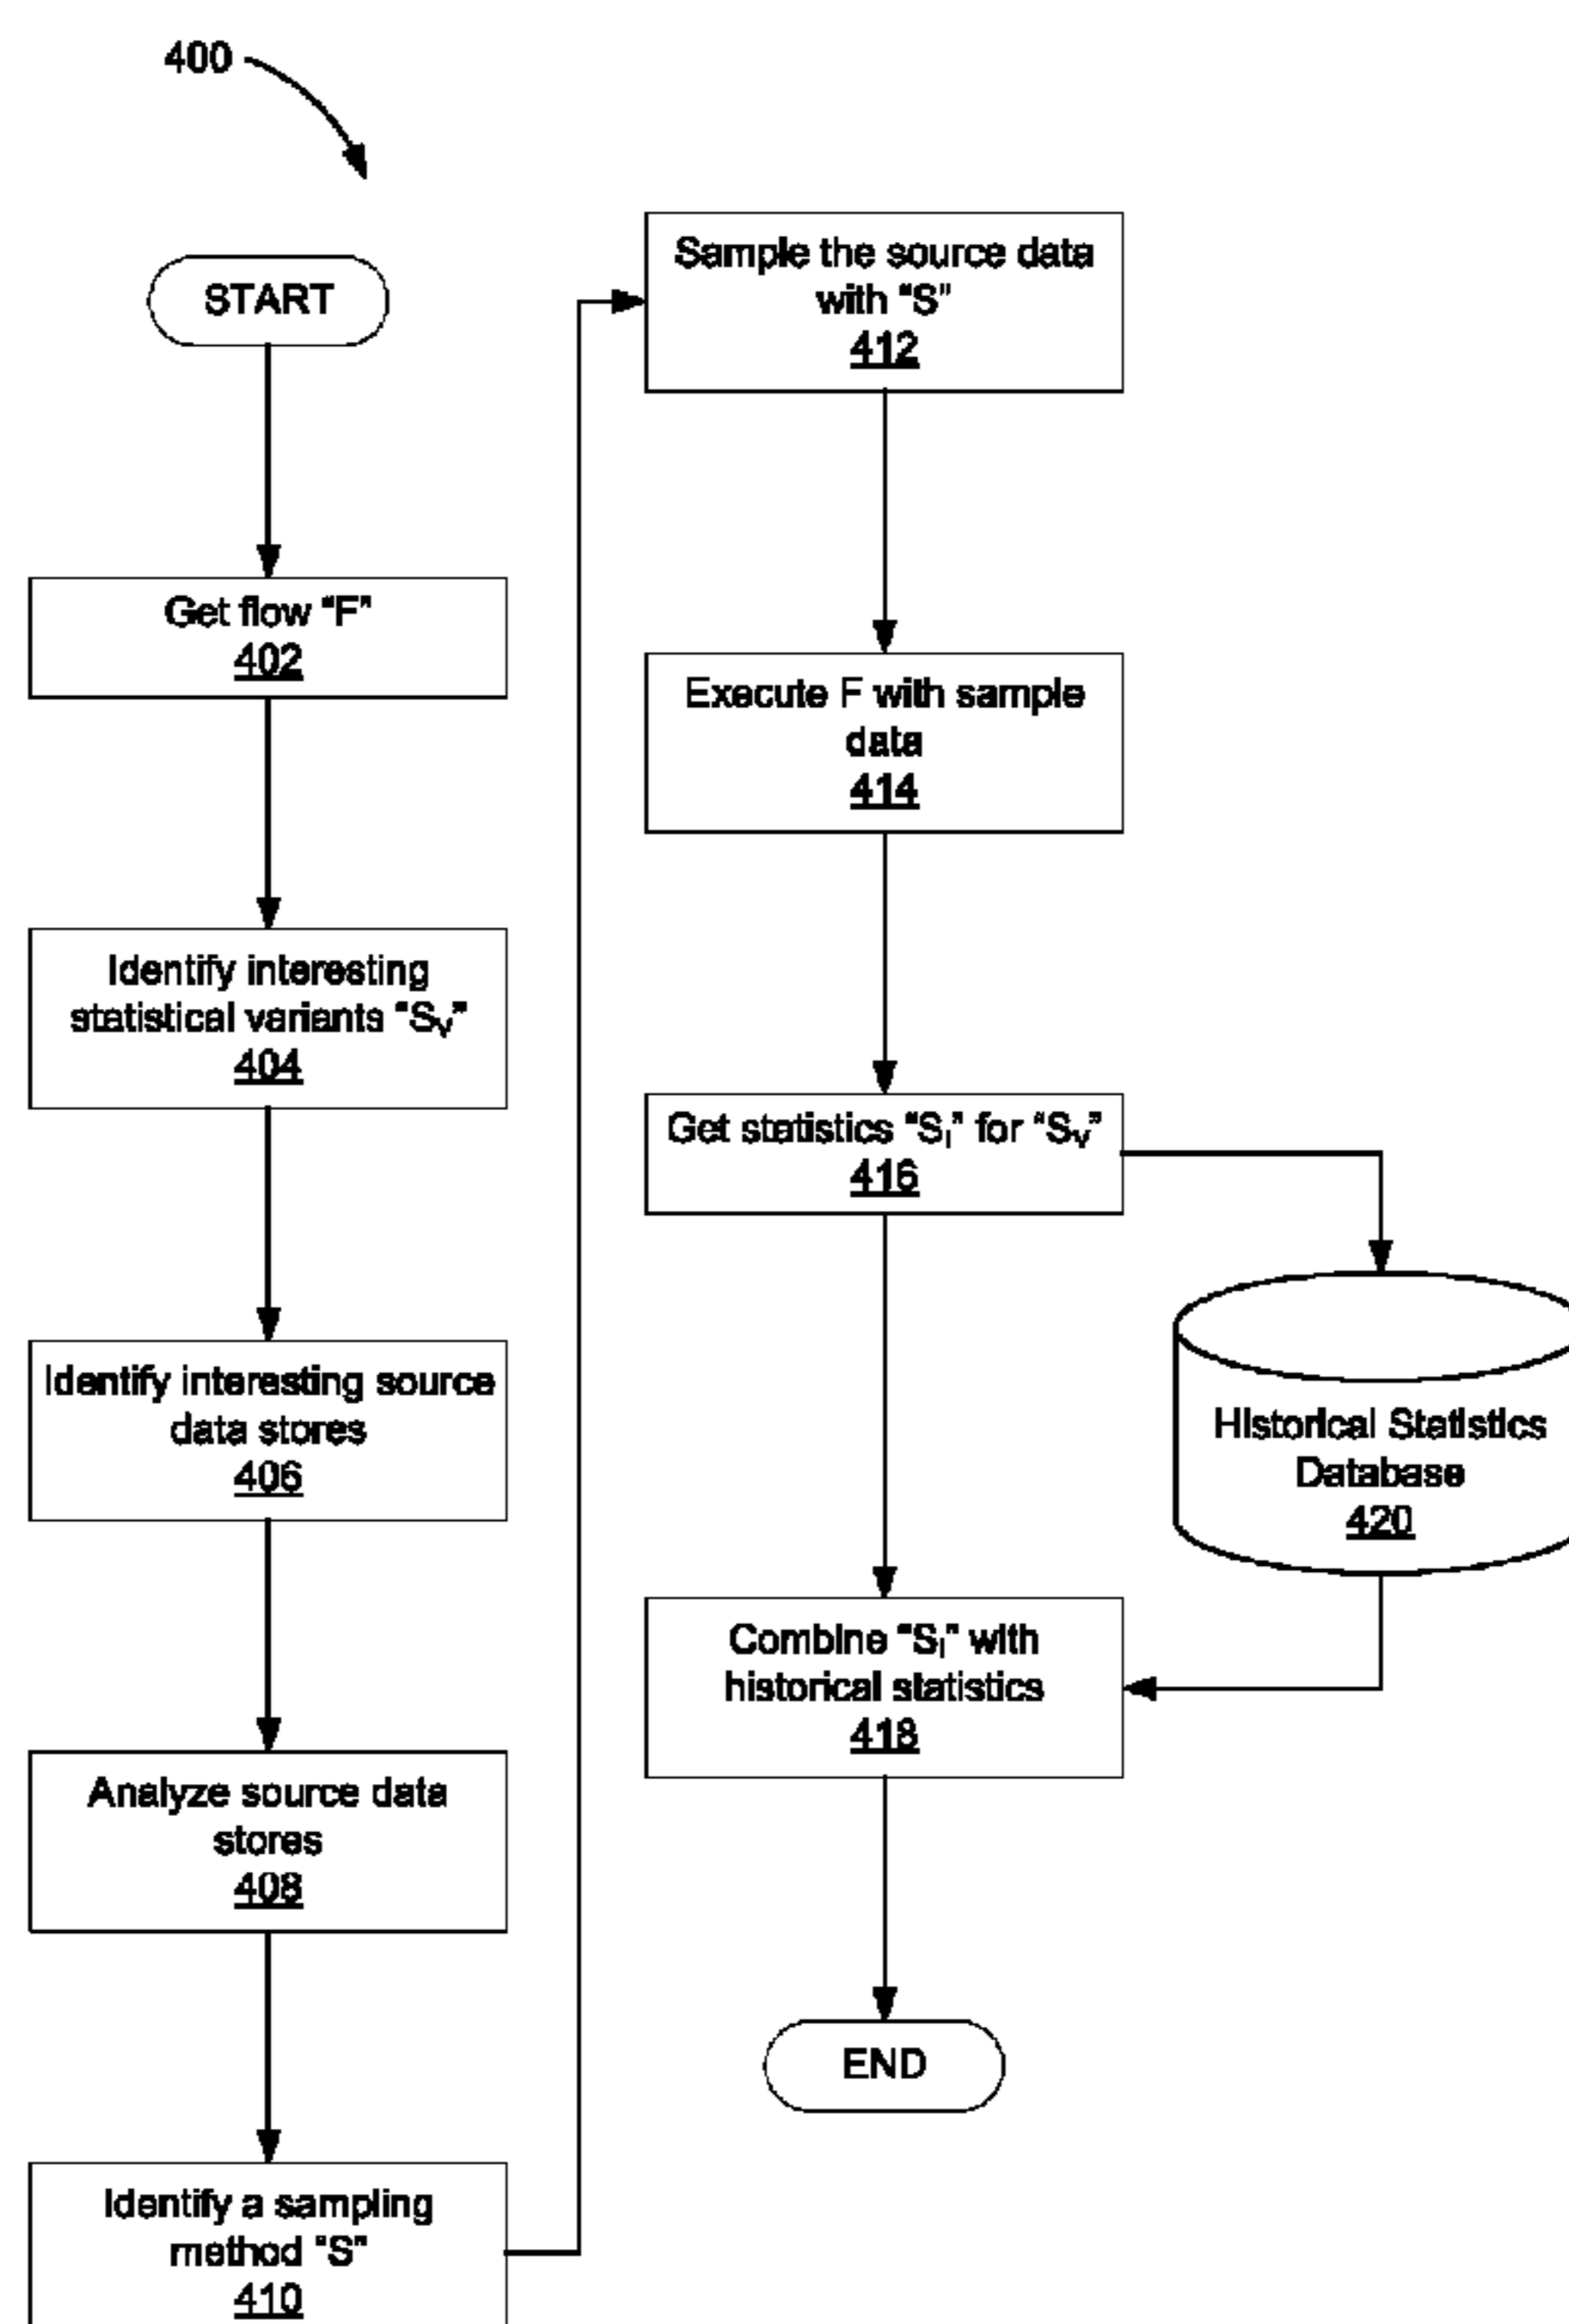 400
START
Get flow “F”
402
Identify interesting
statistical variants “Sᵥ”
404
Identify interesting source
data stores
406
Analyze source data
stores
408
Identify a sampling
method “S”
410
Sample the source data
with “S”
412
Execute F with sample
data
414
Get statistics “Sᵢ” for “Sᵥ”
416
Historical Statistics
Database
420
Combine “Sᵢ” with
historical statistics
418
END